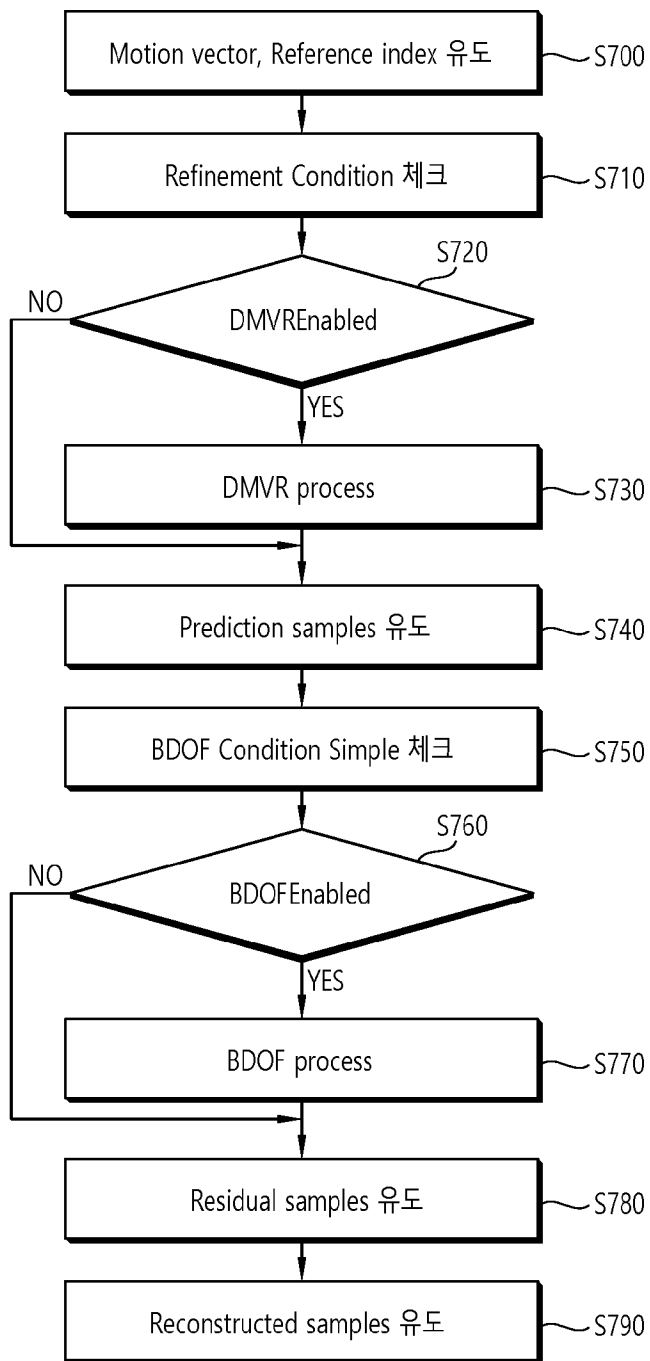 Motion vector, Reference index 유도
S700
Refinement Condition 체크
S710
S720
DMVREnabled
NO
YES
DMVR process
S730
Prediction samples 유도
S740
BDOF Condition Simple 체크
S750
S760
BDOFEnabled
NO
YES
BDOF process
S770
Residual samples 유도
S780
Reconstructed samples 유도
S790